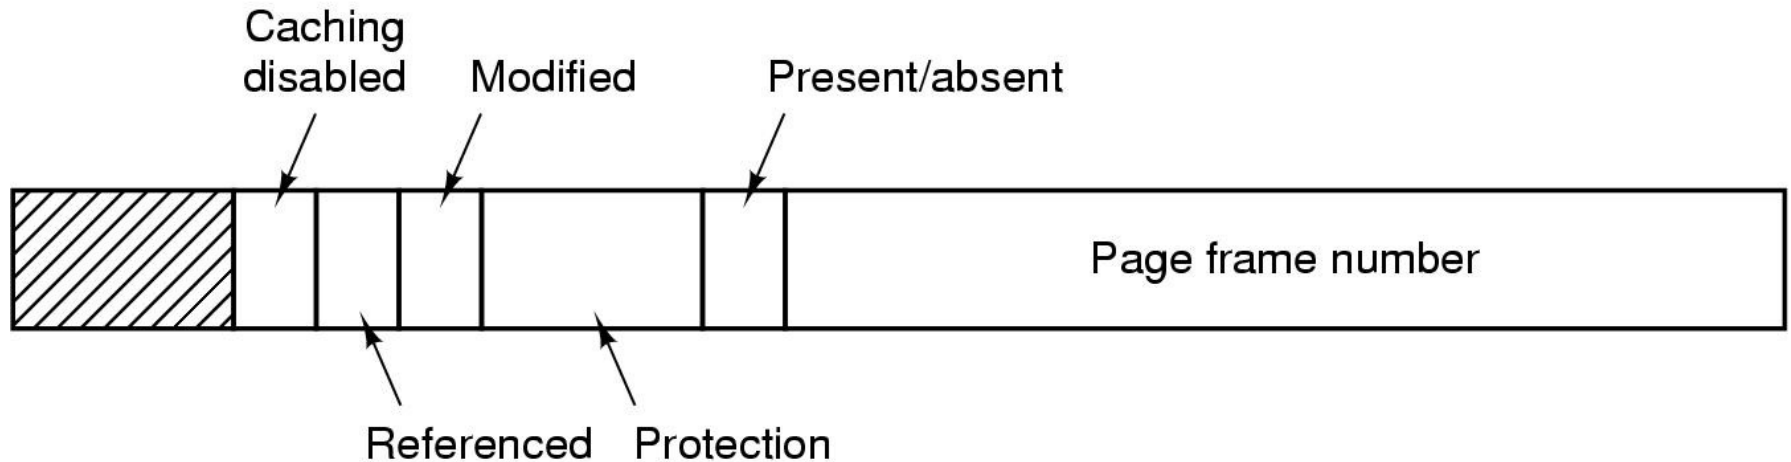 Caching
disabled
Modified
Present/absent
Page frame number
Referenced
Protection